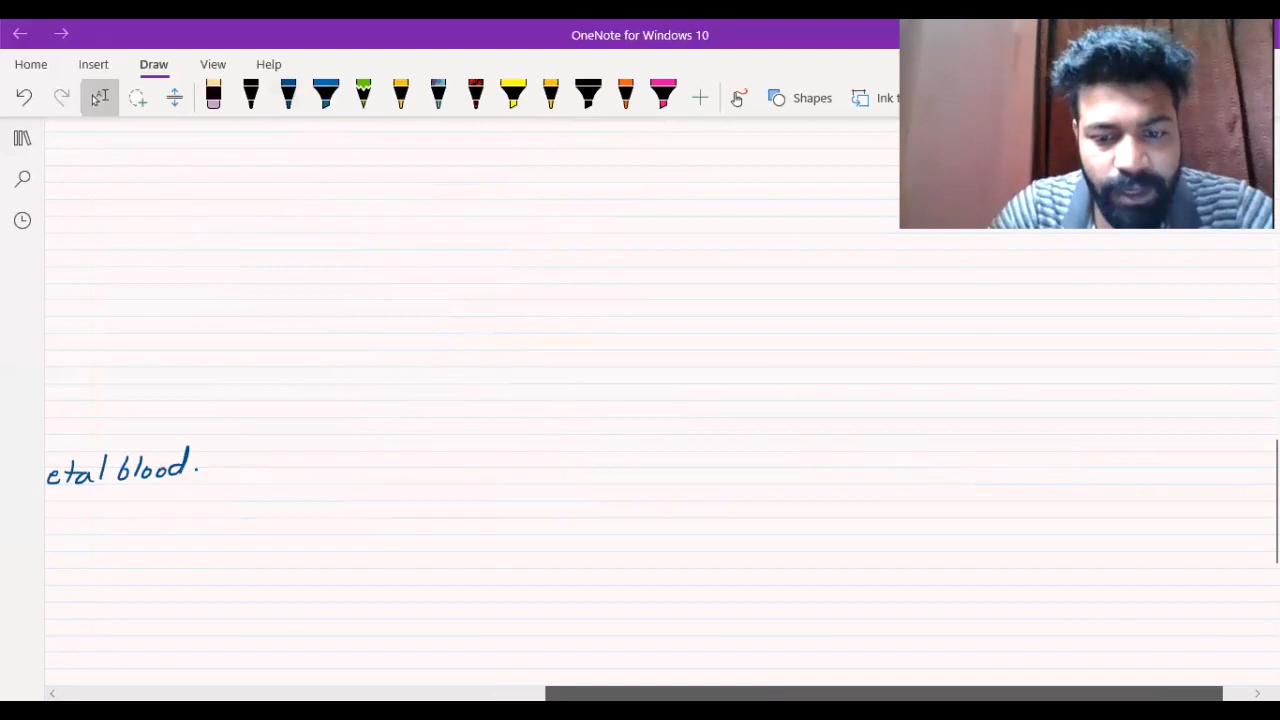 OneNote for Windows 10
Home Insert Draw View Help
Shapes Ink t
etal blood.